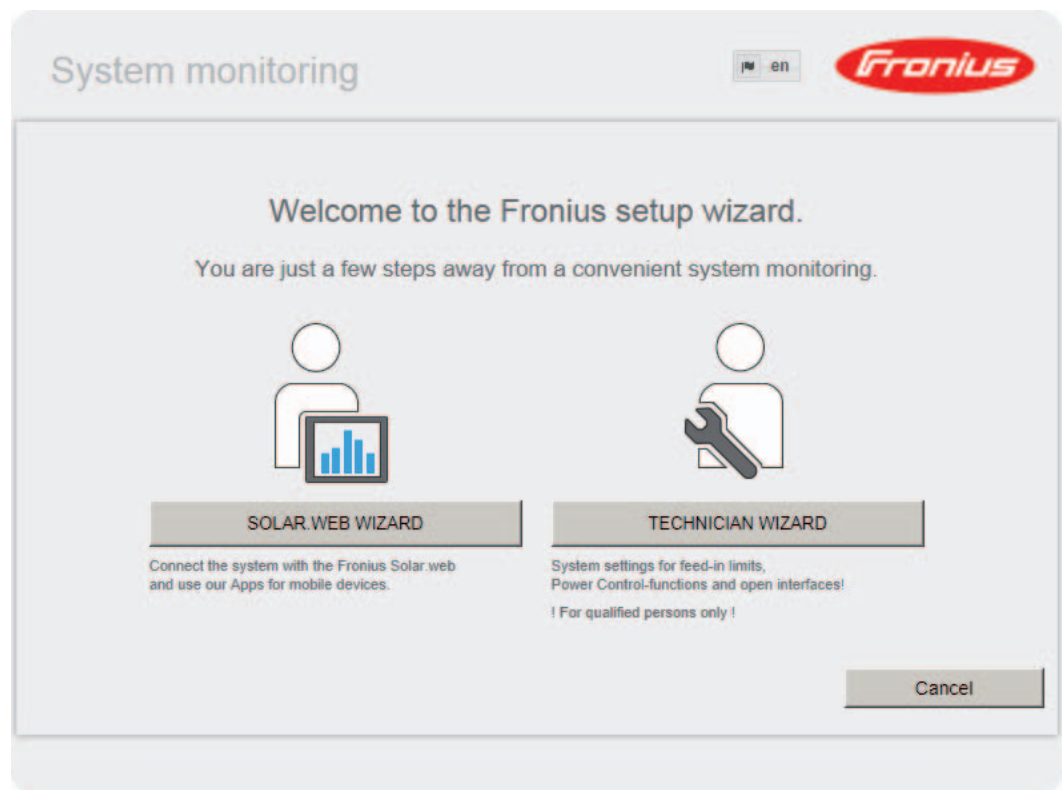 System monitoring
en
Fronius
Welcome to the Fronius setup wizard.
You are just a few steps away from a convenient system monitoring.
SOLAR.WEB WIZARD
Connect the system with the Fronius Solar.web
and use our Apps for mobile devices.
TECHNICIAN WIZARD
System settings for feed-in limits,
Power Control-functions and open interfaces!
! For qualified persons only !
Cancel